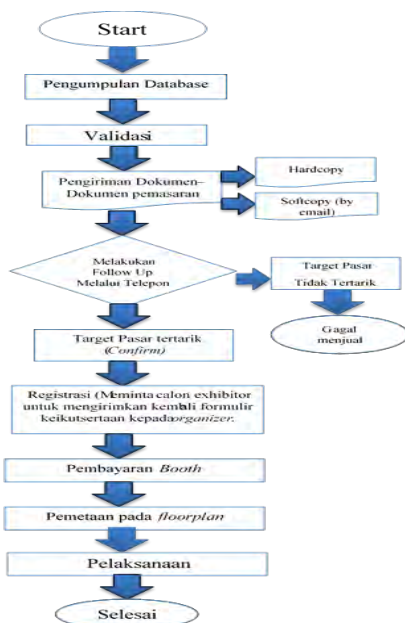 Start
Pengumpulan Database
Validasi
Pengiriman Dokumen–
Dokumen pemasaran
Hardcopy
Softcopy (by
email)
Melakukan
Follow Up
Melalui Telepon
Target Pasar
Tidak Tertarik
Gagal
menjual
Target Pasar tertarik
(Confirm)
Registrasi (Meminta calon exhibitor
untuk mengirimkan kembali formulir
keikutsertaan kepadaorganizer.
Pembayaran Booth
Pemetaan pada floorplan
Pelaksanaan
Selesai